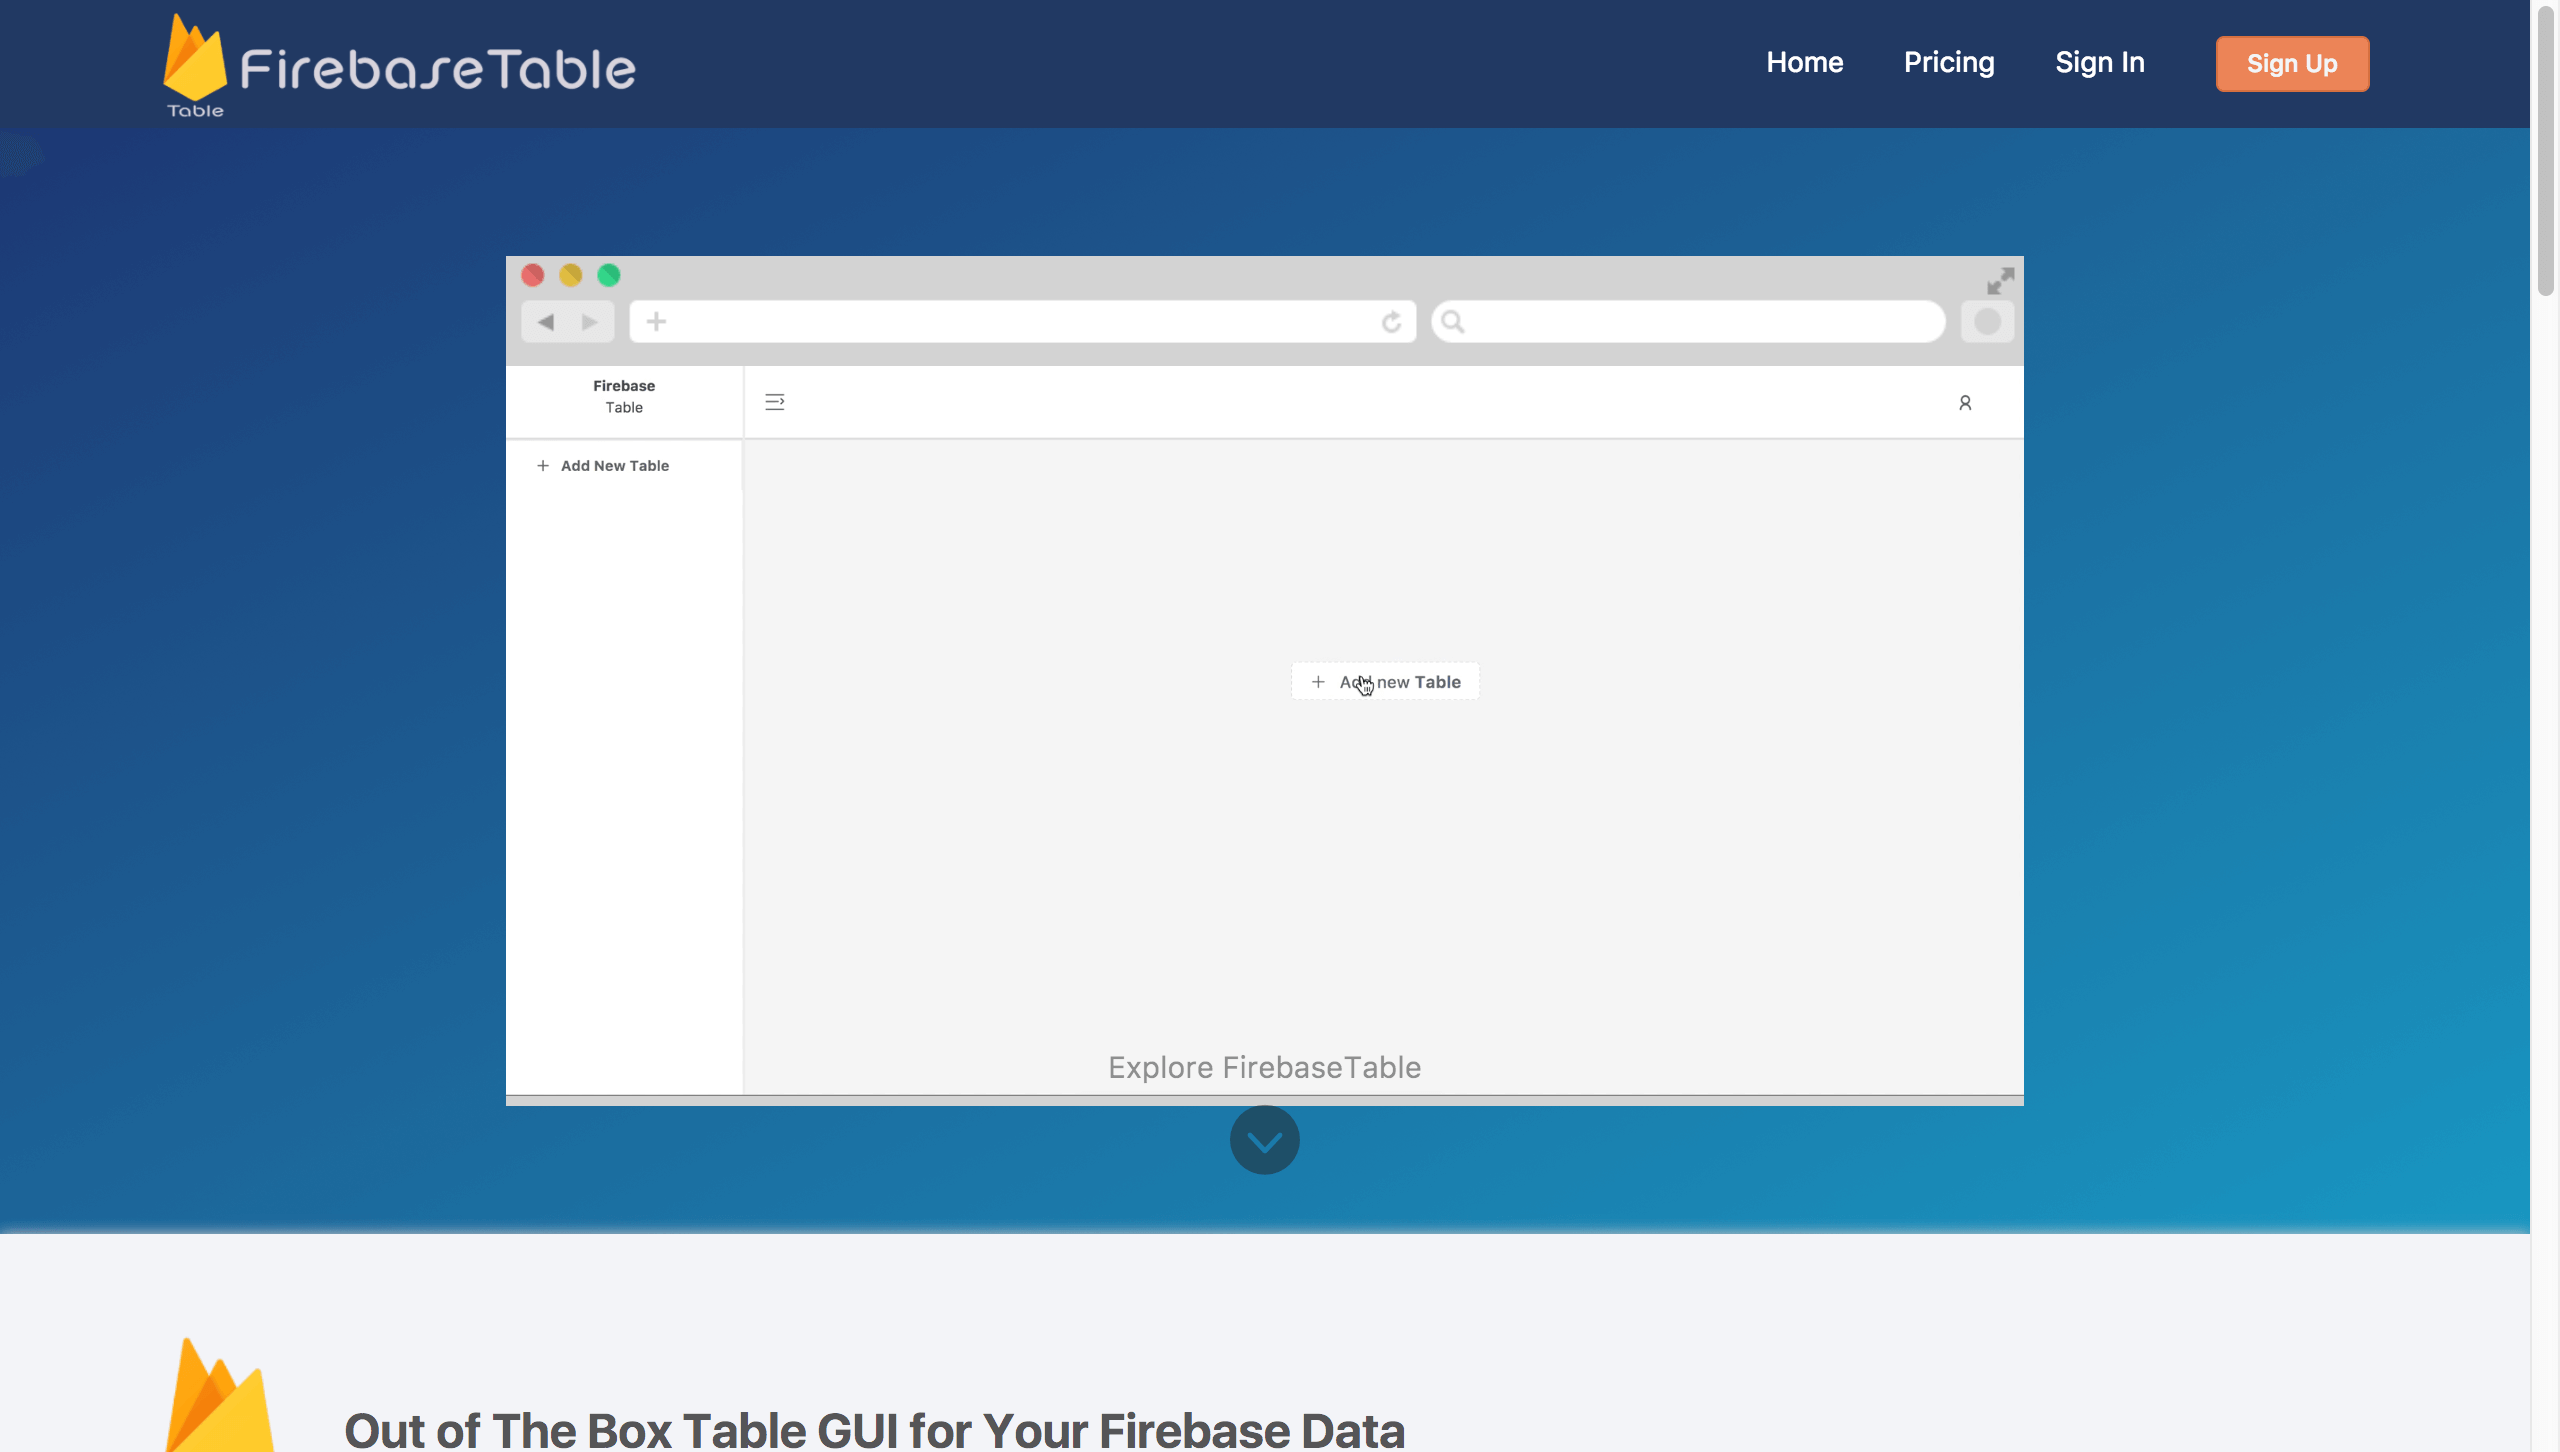 Table
FirebaseTable
Home
Pricing
Sign In
Sign Up
Firebase
Table
Add New Table
Add new Table
Explore FirebaseTable
Out of The Box Table GUI for Your Firebase Data